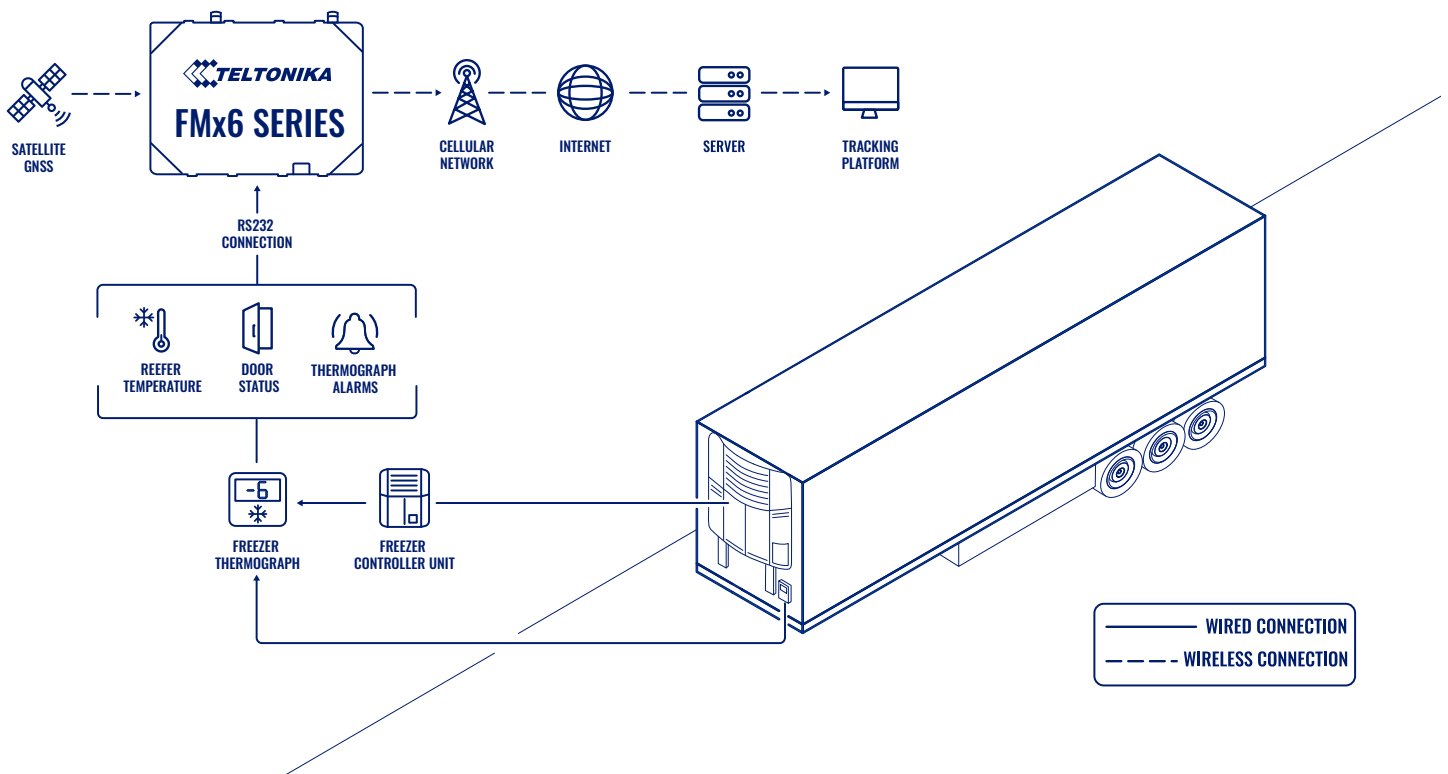 TELTONIKA
FMx6 SERIES
SATELLITE
GNSS
CELLULAR
NETWORK
INTERNET
SERVER
TRACKING
PLATFORM
RS232
CONNECTION
REEFER
TEMPERATURE
DOOR
STATUS
THERMOGRAPH
ALARMS
-6
FREEZER
THERMOGRAPH
FREEZER
CONTROLLER UNIT
WIRED CONNECTION
WIRELESS CONNECTION